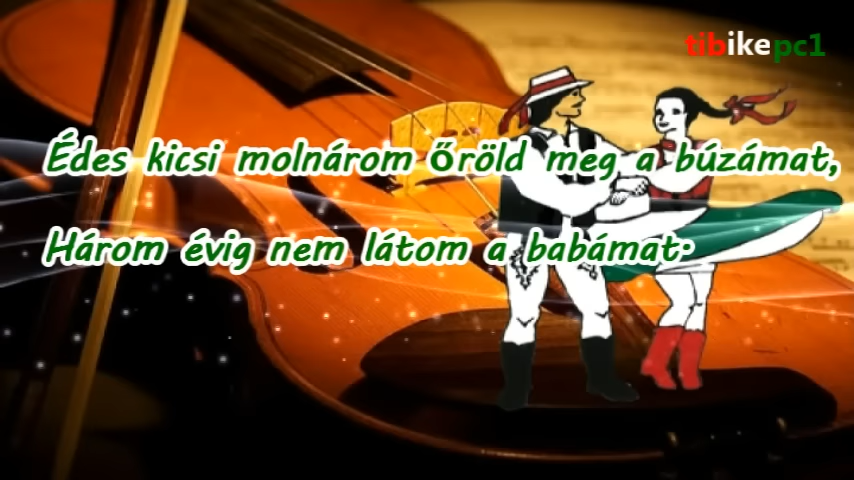 tibikepc1
Édes kicsi molnárom őröld meg a búzámat,
Három évig nem látom a babámat: